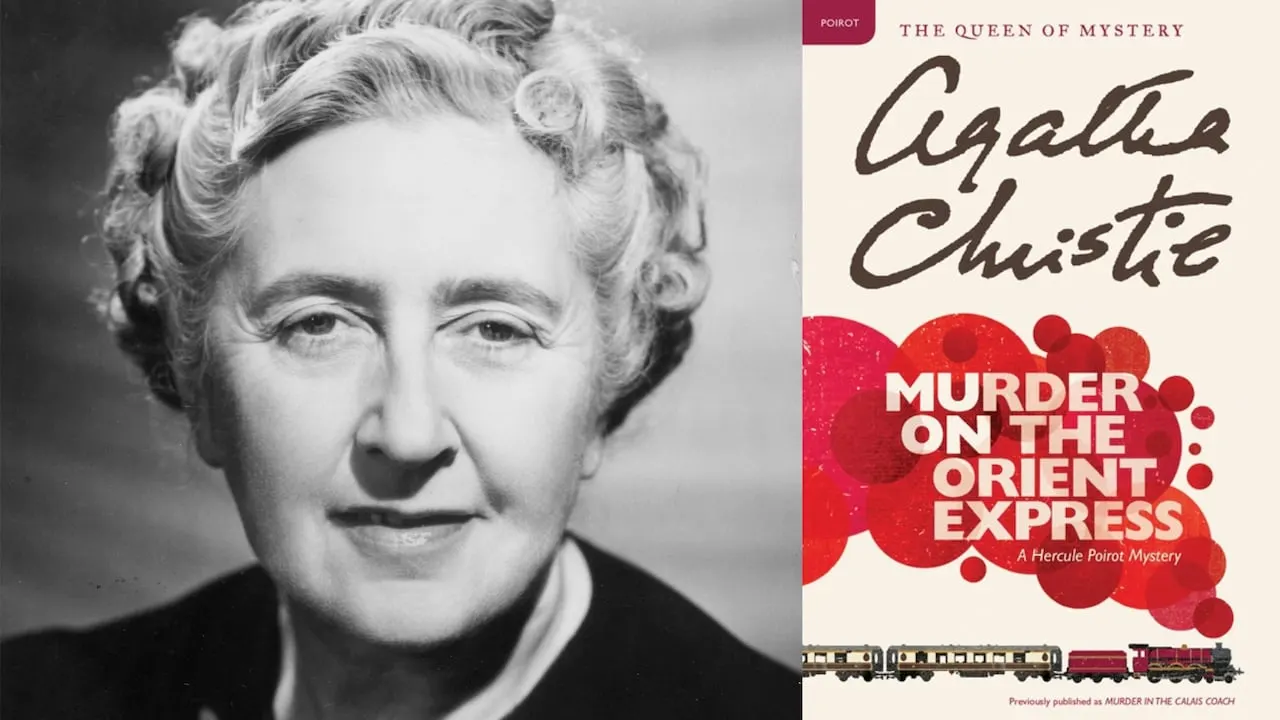 POIROT
THE QUEEN OF MYSTERY
Agatha
Christie
MURDER
ON THE
ORIENT
EXPRESS
A Hercule Poirot Mystery
Previously published as MURDER IN THE CALAIS COACH